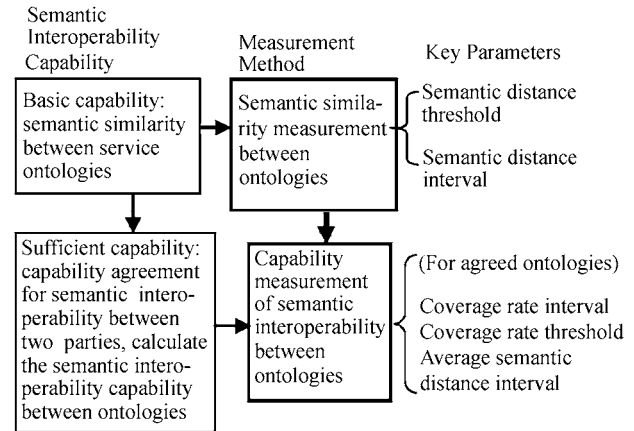 Semantic
Interoperability
Capability
Measurement
Method
Key Parameters
Basic capability:
semantic similarity
between service
ontologies
Semantic simila-
rity measurement
between
ontologies
Semantic distance
threshold
Semantic distance
interval
Sufficient capability:
capability agreement
for semantic intero-
perability between
two parties, calculate
the semantic intero-
perability capability
between ontologies
Capability
measurement
of semantic
interoperability
between
ontologies
(For agreed ontologies)
Coverage rate interval
Coverage rate threshold
Average semantic
distance interval